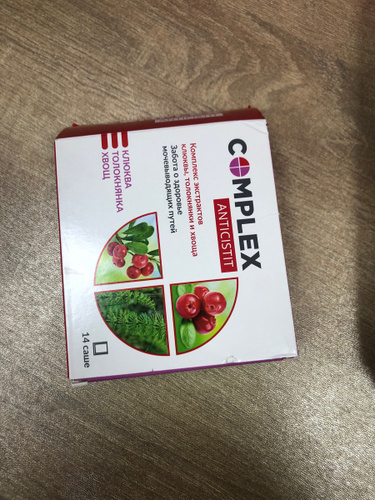 COMPLEX
ANTICISTIT
Комплекс экстрактов
клюквы, толокнянки и хвоща
Забота о здоровье
мочевыводящих путей
КЛЮКВА
ТОЛОКНЯНКА
ХВОЩ
14 саше